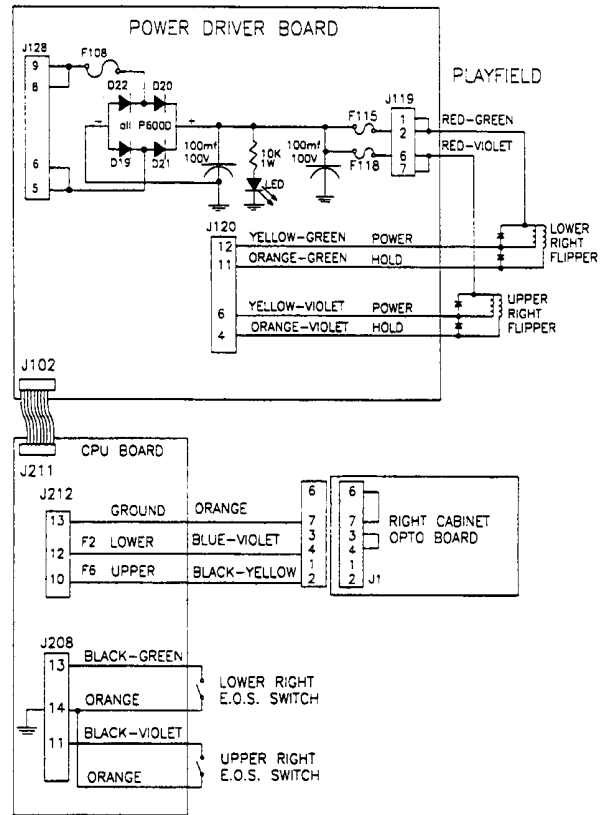 POWER DRIVER BOARD
J128
F108
9
8
6
5
D22
D20
all P600D
D19
D21
-
+
100mf
100V
10K
1W
LED
100mf
100V
F115
F118
J119
1
2
6
7
PLAYFIELD
RED-GREEN
RED-VIOLET
J120
12
11
6
4
YELLOW-GREEN POWER
ORANGE-GREEN HOLD
YELLOW-VIOLET POWER
ORANGE-VIOLET HOLD
LOWER
RIGHT
FLIPPER
UPPER
RIGHT
FLIPPER
J102
J211
CPU BOARD
J212
13
12
10
GROUND ORANGE
F2 LOWER BLUE-VIOLET
F6 UPPER BLACK-YELLOW
6
7
3
4
1
2
6
7
3
4
1
2
J1
RIGHT CABINET
OPTO BOARD
J208
13
14
11
BLACK-GREEN
ORANGE
BLACK-VIOLET
ORANGE
LOWER RIGHT
E.O.S. SWITCH
UPPER RIGHT
E.O.S. SWITCH